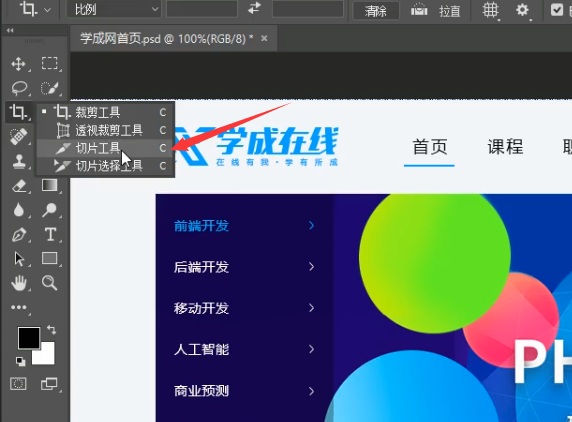 比例
清除
拉直
学成网首页.psd @ 100%(RGB/8) * ×
裁剪工具 C
透视裁剪工具 C
切片工具 C
切片选择工具 C
学成在线
在线有我·学有所成
首页
课程
前端开发
后端开发
移动开发
人工智能
商业预测
PH